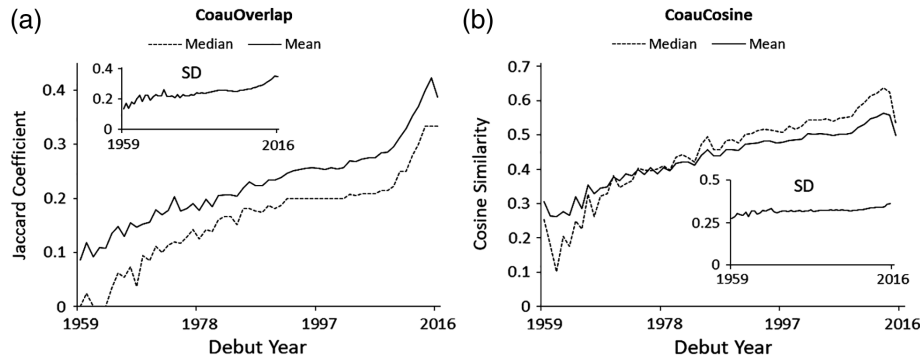 (a)
CoauOverlap
Median Mean
Jaccard Coefficient
0.4
0.3
0.2
0.1
0
SD
0.4
0.2
0
1959 2016
1959 1978 1997 2016
Debut Year
(b)
CoauCosine
Median Mean
Cosine Similarity
0.7
0.6
0.5
0.4
0.3
0.2
0.1
0
SD
0.5
0.25
0
1959 2016
1959 1978 1997 2016
Debut Year